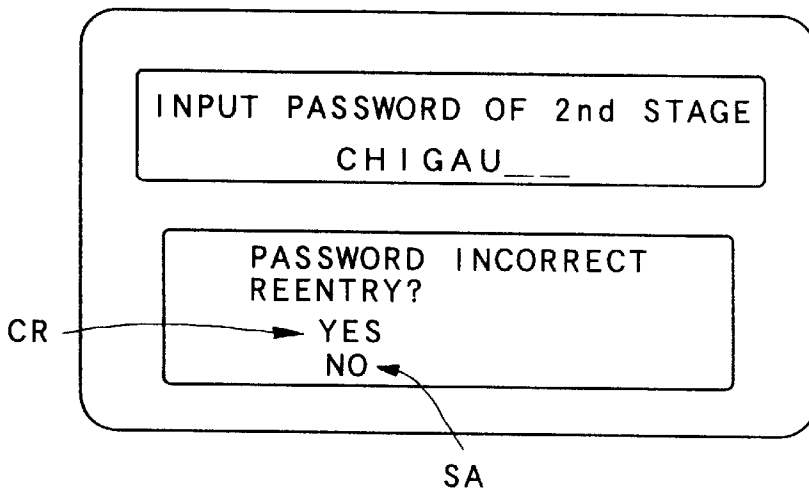 INPUT PASSWORD OF 2nd STAGE
CHIGAU__
PASSWORD INCORRECT
REENTRY?
CR YES
NO
SA